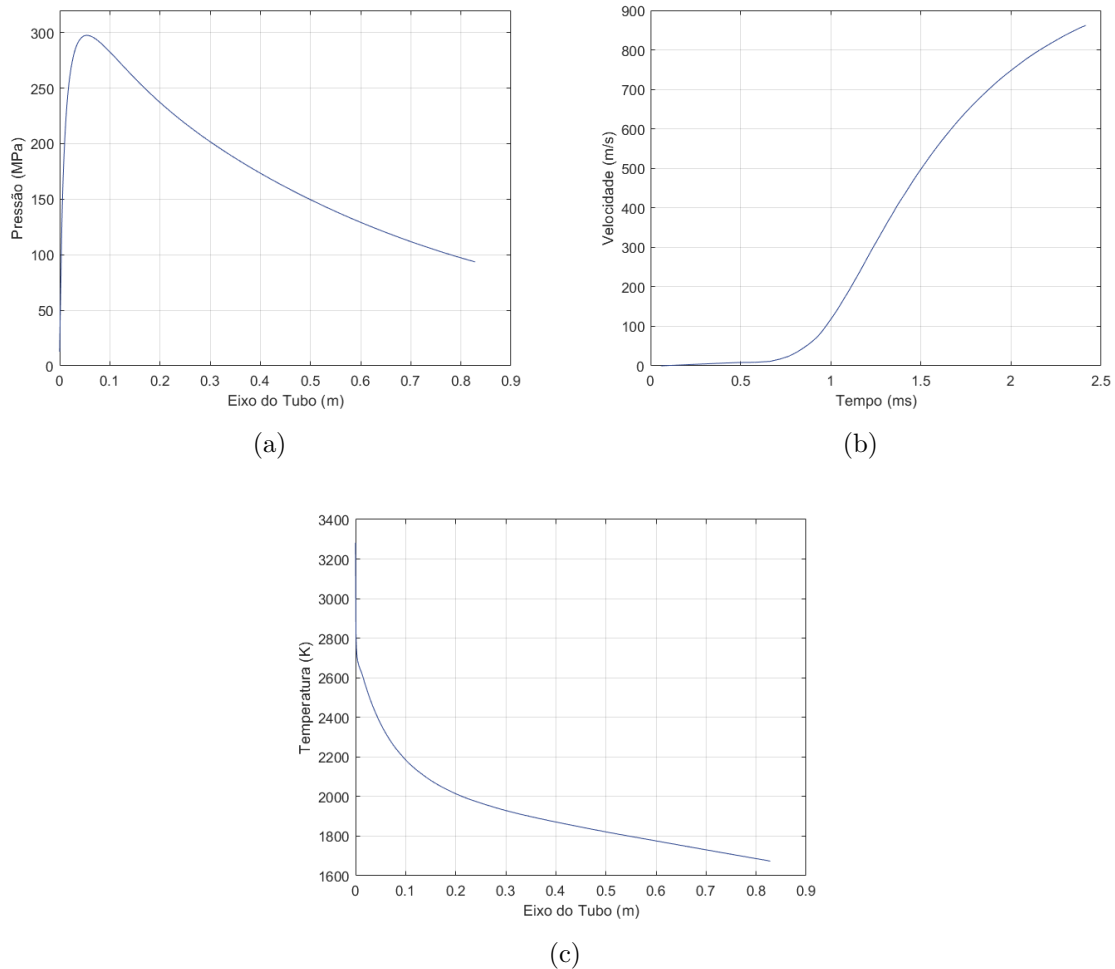 300
250
200
150
100
50
0
Pressão (MPa)
0 0.1 0.2 0.3 0.4 0.5 0.6 0.7 0.8 0.9
Eixo do Tubo (m)
(a)
900
800
700
600
500
400
300
200
100
0
Velocidade (m/s)
0 0.5 1 1.5 2 2.5
Tempo (ms)
(b)
3400
3200
3000
2800
2600
2400
2200
2000
1800
1600
Temperatura (K)
0 0.1 0.2 0.3 0.4 0.5 0.6 0.7 0.8 0.9
Eixo do Tubo (m)
(c)